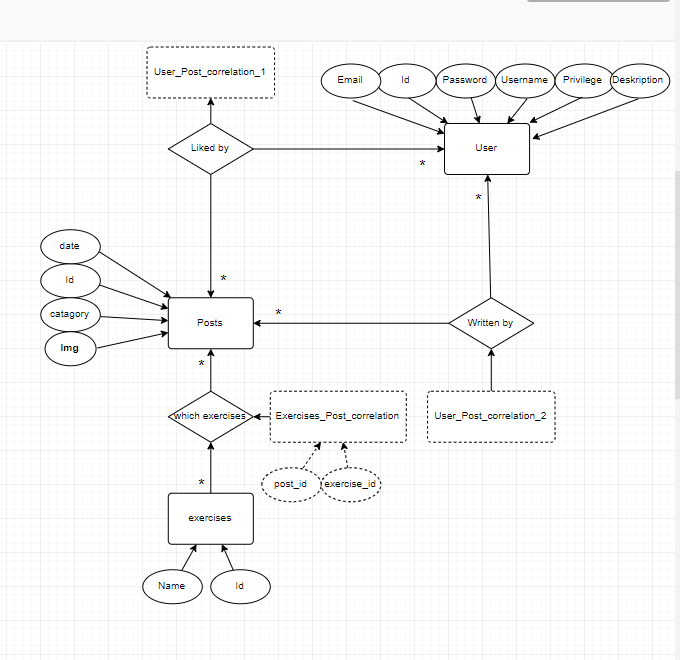 User_Post_correlation_1
Email
Id
Password
Username
Privilege
Deskription
Liked by
User
*
*
date
*
Id
catagory
*
Posts
Written by
Img
*
which exercises
Exercises_Post_correlation
User_Post_correlation_2
*
post_id
exercise_id
exercises
Name
Id